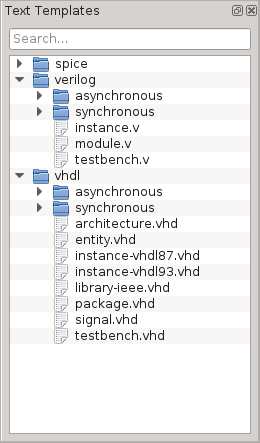 Text Templates
Search...
spice
verilog
asynchronous
synchronous
instance.v
module.v
testbench.v
vhdl
asynchronous
synchronous
architecture.vhd
entity.vhd
instance-vhdl87.vhd
instance-vhdl93.vhd
library-ieee.vhd
package.vhd
signal.vhd
testbench.vhd